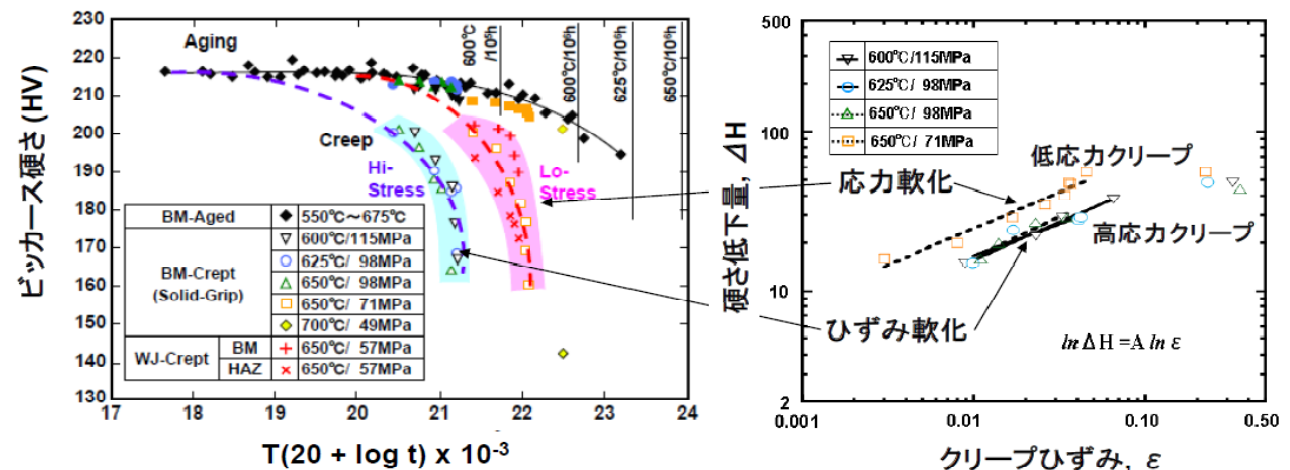 ビッカース硬さ (HV)
230
220
210
200
190
180
170
160
150
140
130
Aging
Creep
Hi-
Stress
Lo-
Stress
600℃
/10⁵h
600℃/10⁶h
625℃/10⁶h
650℃/10⁶h
BM-Aged 550℃～675℃
BM-Crept
(Solid-Grip)
600℃/115MPa
625℃/ 98MPa
650℃/ 98MPa
650℃/ 71MPa
700℃/ 49MPa
WJ-Crept BM 650℃/ 57MPa
HAZ 650℃/ 57MPa
17 18 19 20 21 22 23 24
T(20 + log t) x 10⁻³
硬さ低下量, ΔH
500
100
10
2
600℃/115MPa
625℃/ 98MPa
650℃/ 98MPa
650℃/ 71MPa
低応力クリープ
応力軟化
高応力クリープ
ひずみ軟化
ln ΔH =A ln ε
0.001 0.01 0.10 0.50
クリープひずみ, ε